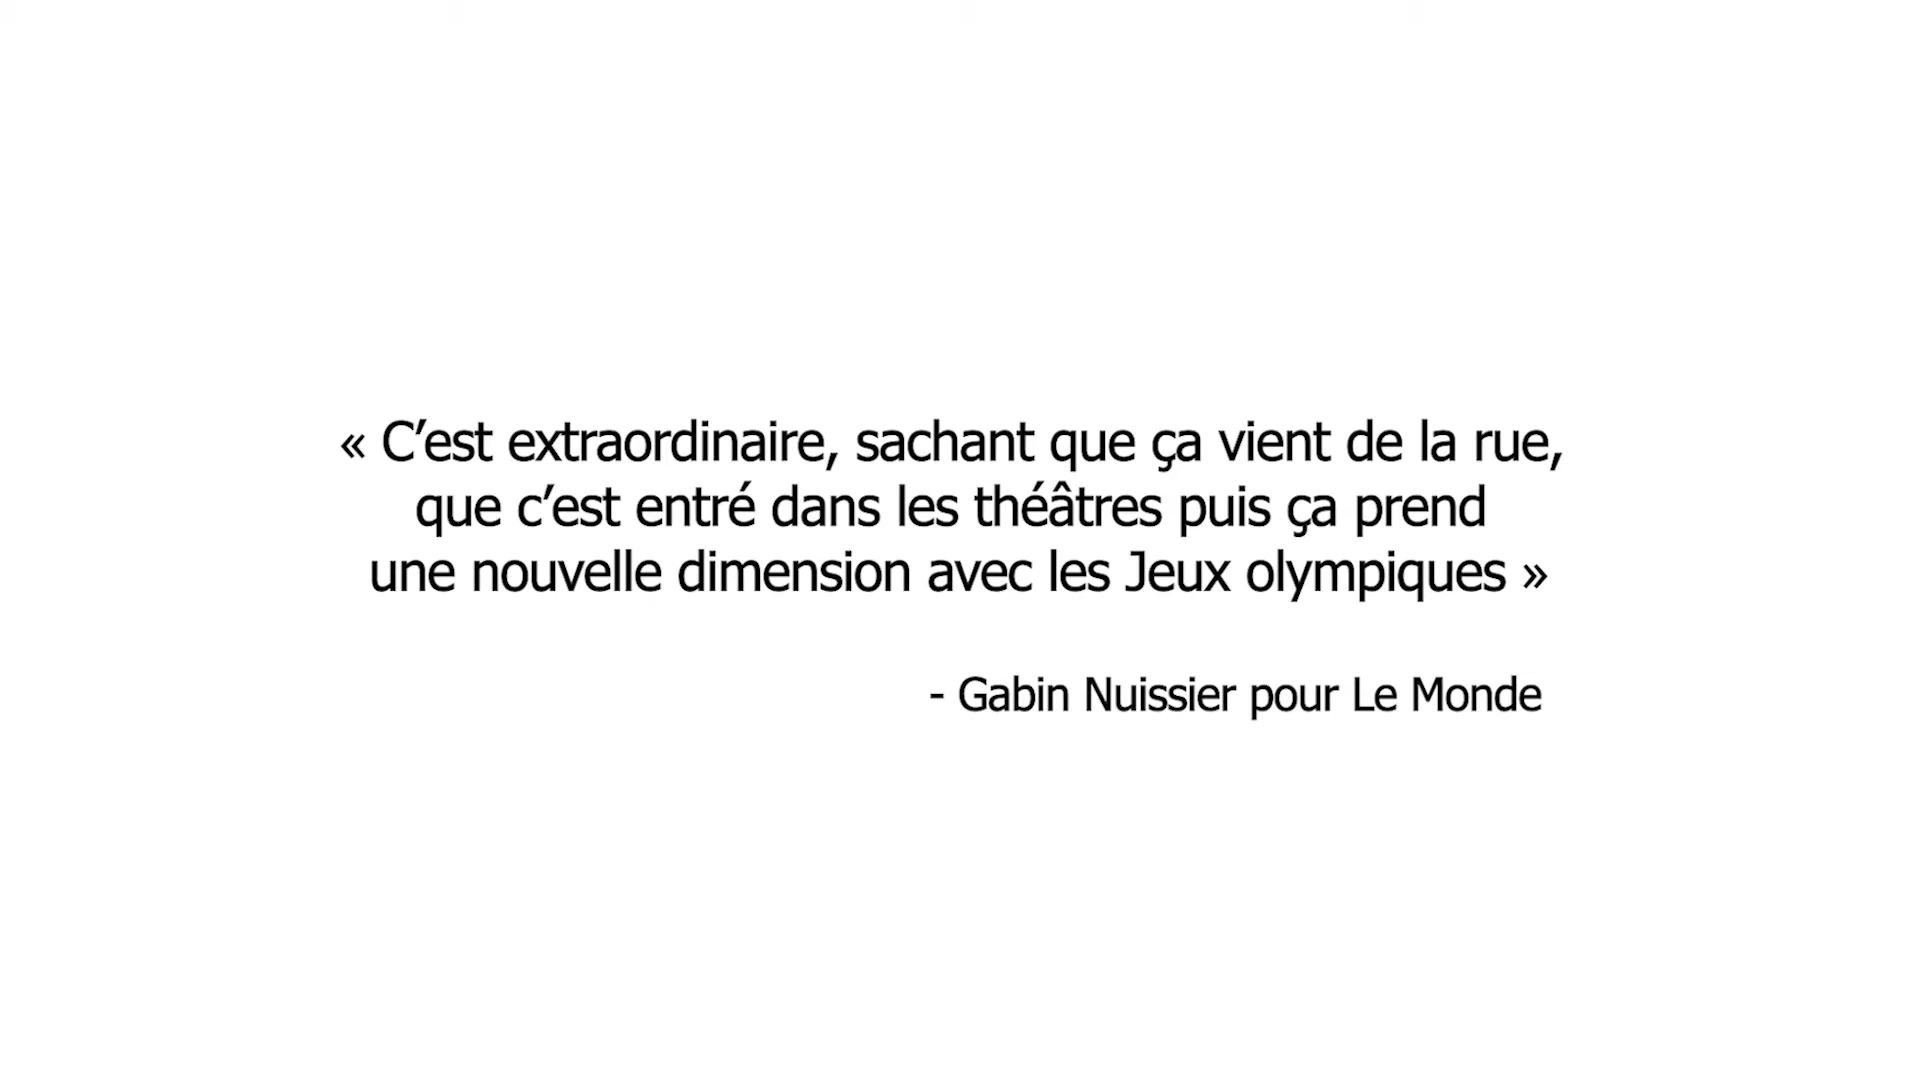 « C’est extraordinaire, sachant que ça vient de la rue,
que c’est entré dans les théâtres puis ça prend
une nouvelle dimension avec les Jeux olympiques »
- Gabin Nuissier pour Le Monde